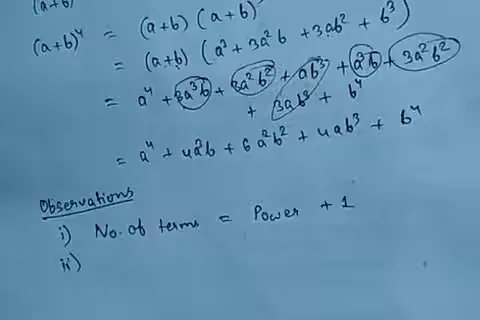 (a+b)
(a+b)⁴ = (a+b) (a+b)
= (a+b) (a³ + 3a²b + 3ab² + b³)
= a⁴ + 3a³b + 3a²b² + ab³ + a³b + 3a²b²
+ 3ab³ + b⁴
= a⁴ + 4a³b + 6a²b² + 4ab³ + b⁴
Observations
i) No. of terms = Power + 1
ii)